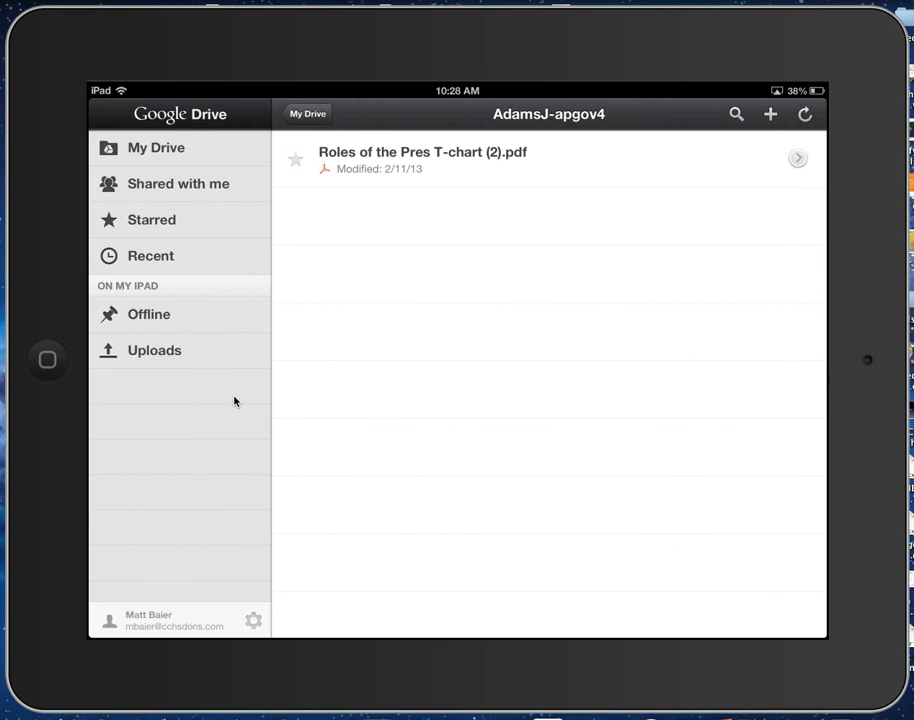 iPad
10:28 AM
38%
Google Drive
My Drive
AdamsJ-apgov4
My Drive
Shared with me
Starred
Recent
ON MY IPAD
Offline
Uploads
Roles of the Pres T-chart (2).pdf
Modified: 2/11/13
Matt Baier
mbaier@cchsdons.com